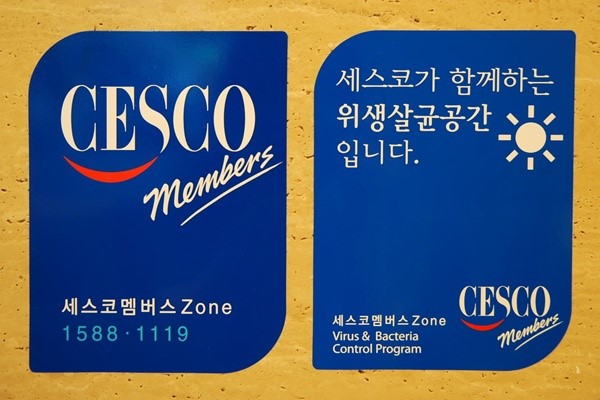 CESCO
Members
세스코멤버스Zone
1588·1119
세스코가 함께하는
위생살균공간
입니다.
세스코멤버스Zone
Virus & Bacteria
Control Program
CESCO
Members